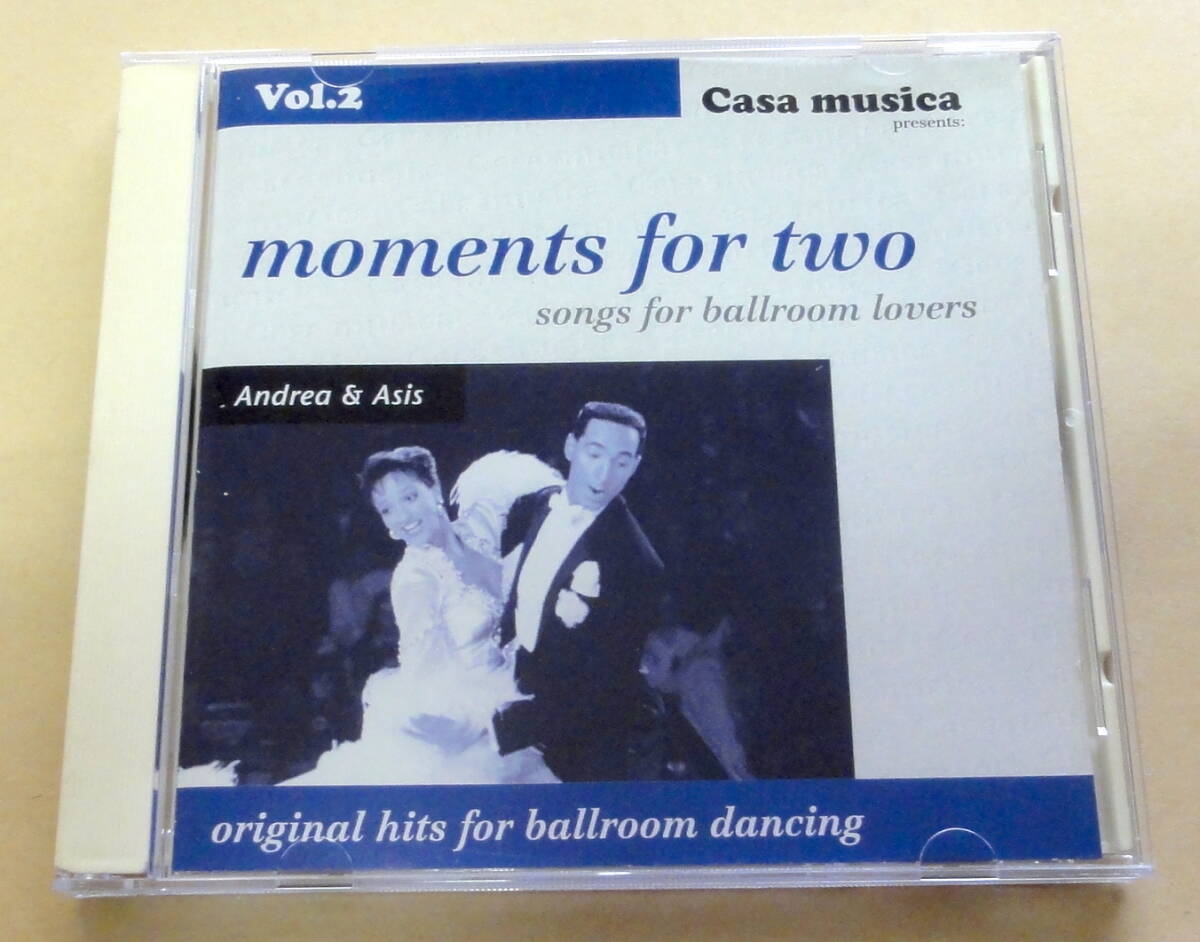 Vol.2
Casa musica
presents:
moments for two
songs for ballroom lovers
Andrea & Asis
original hits for ballroom dancing